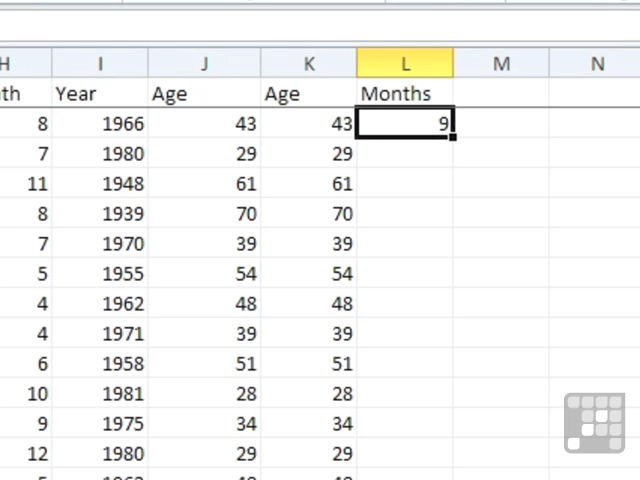 H I J K L M N
nth Year Age Age Months
8 1966 43 43 9
7 1980 29 29
11 1948 61 61
8 1939 70 70
7 1970 39 39
5 1955 54 54
4 1962 48 48
4 1971 39 39
6 1958 51 51
10 1981 28 28
9 1975 34 34
12 1980 29 29